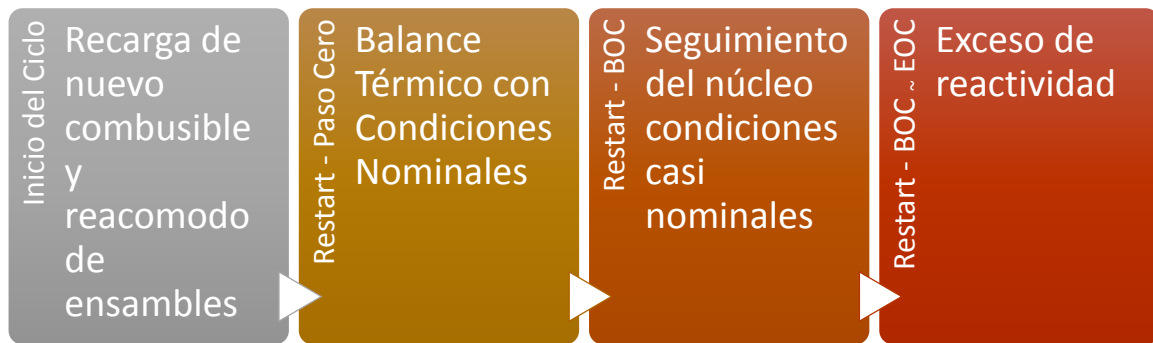 Inicio del Ciclo
Recarga de
nuevo
combusible
y
reacomodo
de
ensambles
Restart - Paso Cero
Balance
Térmico con
Condiciones
Nominales
Restart - BOC
Seguimiento
del núcleo
condiciones
casi
nominales
Restart - BOC ~ EOC
Exceso de
reactividad